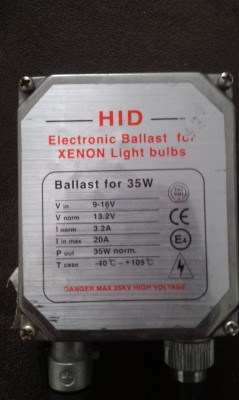 HID
Electronic Ballast for
XENON Light bulbs
Ballast for 35W
V in 9-16V
V norm 13.2V
I norm 3.2A
I in max 20A
P out 35W norm.
T case -40°C ~ +105°C
CE
E4
DANGER MAX 25KV HIGH VOLTAGE